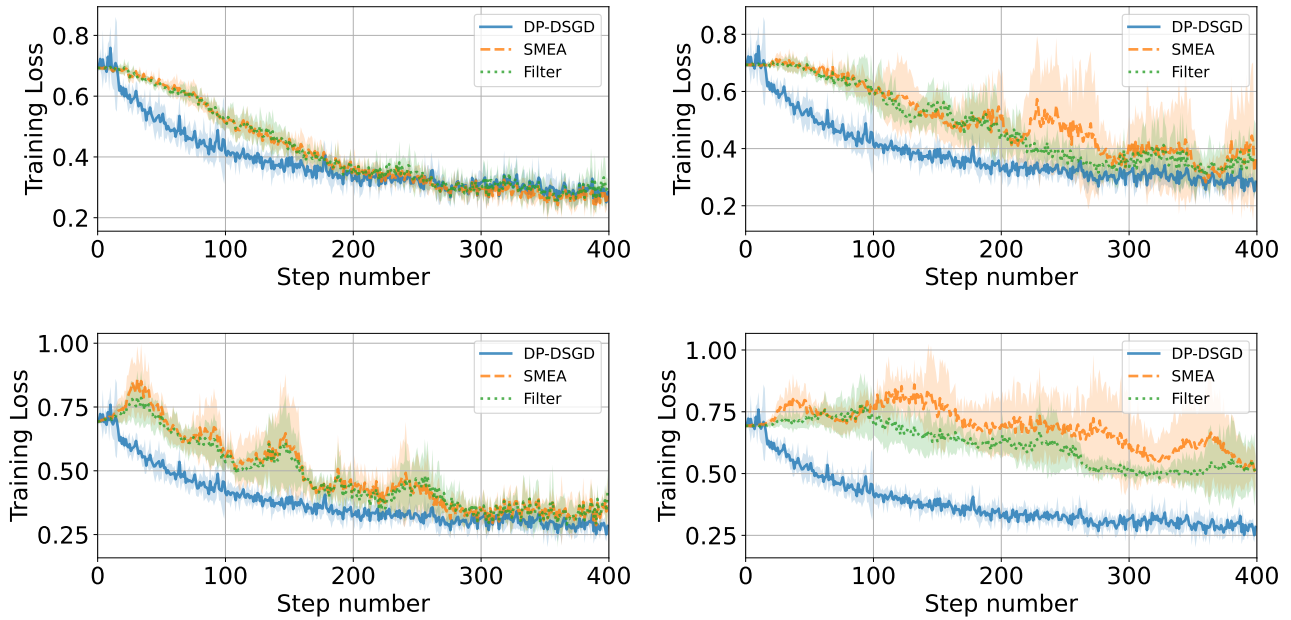 Training Loss
0.8
0.6
0.4
0.2
DP-DSGD
SMEA
Filter
0 100 200 300 400
Step number
Training Loss
0.8
0.6
0.4
0.2
DP-DSGD
SMEA
Filter
0 100 200 300 400
Step number
Training Loss
1.00
0.75
0.50
0.25
DP-DSGD
SMEA
Filter
0 100 200 300 400
Step number
Training Loss
1.00
0.75
0.50
0.25
DP-DSGD
SMEA
Filter
0 100 200 300 400
Step number